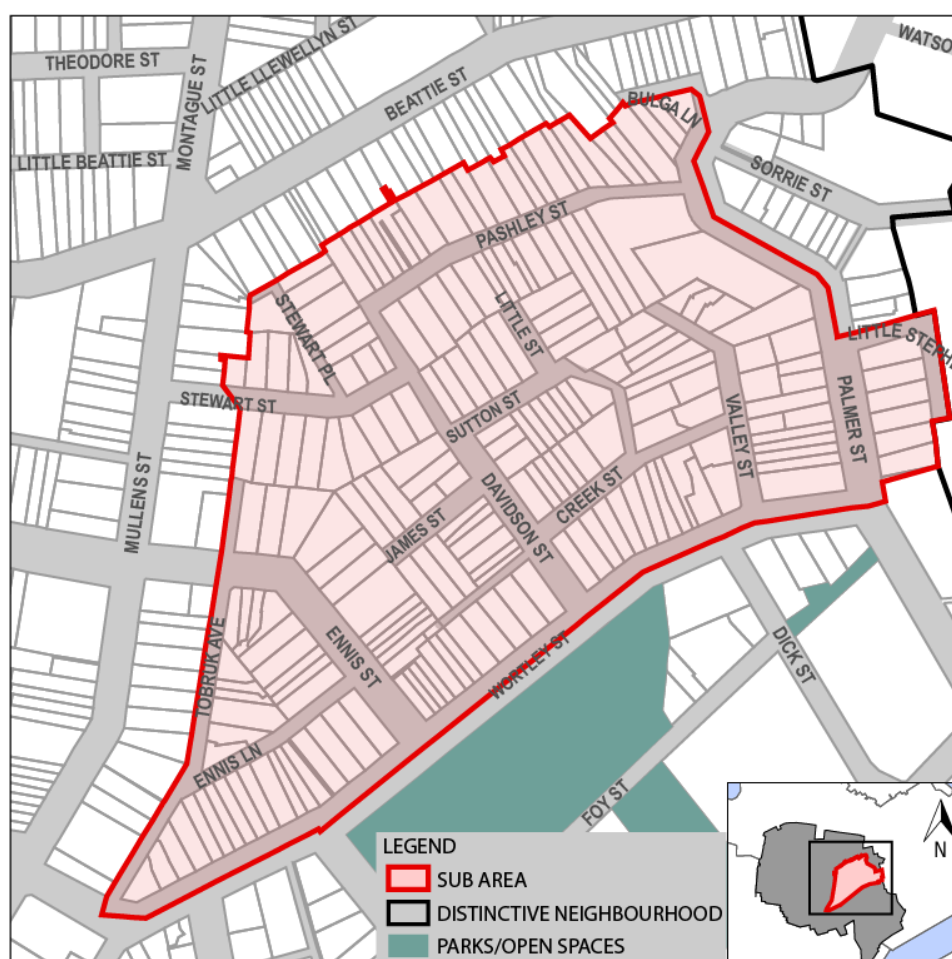 WATSO
THEODORE ST
LITTLE LLEWELLYN ST
BEATTIE ST
MONTAGUE ST
BULGA LN
LITTLE BEATTIE ST
SORRIE ST
PASHLEY ST
STEWART PL
LITTLE ST
LITTLE STEPH
STEWART ST
SUTTON ST
VALLEY ST
PALMER ST
MULLENS ST
DAVIDSON ST
CREEK ST
JAMES ST
TOBRUK AVE
ENNIS ST
WORTLEY ST
DICK ST
ENNIS LN
FOY ST
LEGEND
SUB AREA
DISTINCTIVE NEIGHBOURHOOD
PARKS/OPEN SPACES
N